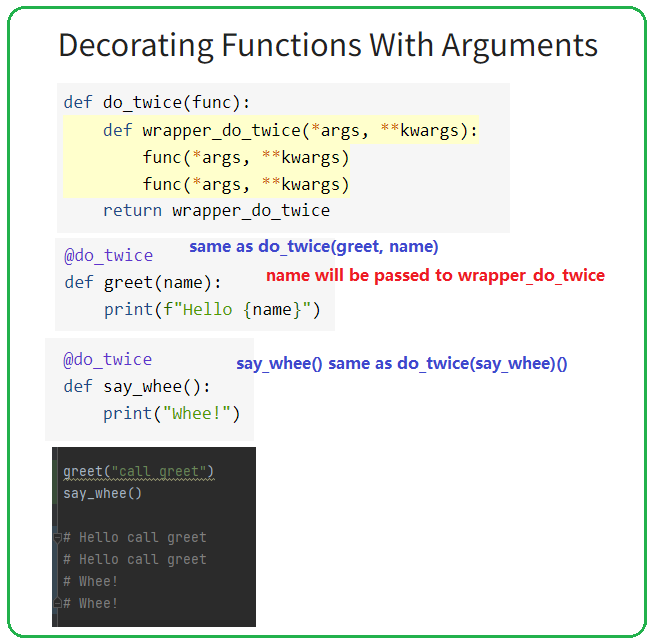 Decorating Functions With Arguments
def do_twice(func):
    def wrapper_do_twice(*args, **kwargs):
        func(*args, **kwargs)
        func(*args, **kwargs)
    return wrapper_do_twice
@do_twice same as do_twice(greet, name)
def greet(name): name will be passed to wrapper_do_twice
    print(f"Hello {name}")
@do_twice say_whee() same as do_twice(say_whee)()
def say_whee():
    print("Whee!")
greet("call greet")
say_whee()
# Hello call greet
# Hello call greet
# Whee!
# Whee!